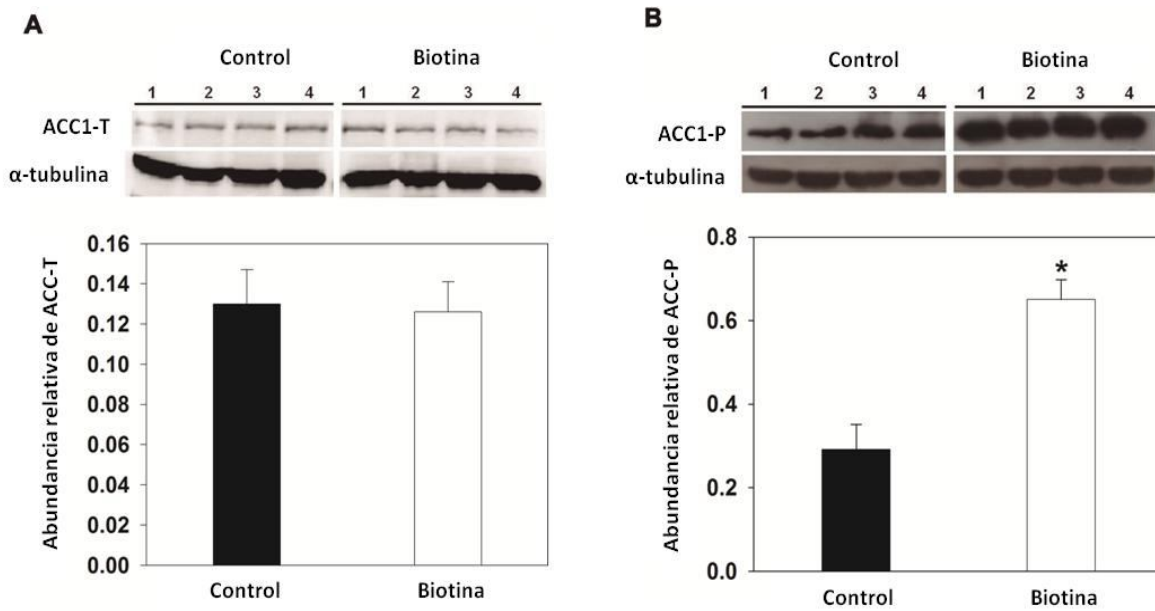 A
Control Biotina
1 2 3 4 1 2 3 4
ACC1-T
α-tubulina
Abundancia relativa de ACC-T
0.16
0.14
0.12
0.10
0.08
0.06
0.04
0.02
0.00
Control Biotina
B
Control Biotina
1 2 3 4 1 2 3 4
ACC1-P
α-tubulina
Abundancia relativa de ACC-P
0.8
0.6
0.4
0.2
0.0
*
Control Biotina